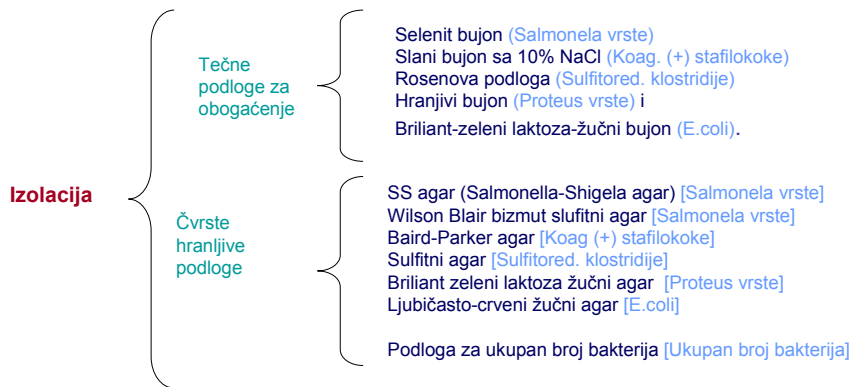 Izolacija
Tečne
podloge za
obogaćenje
Selenit bujon (Salmonela vrste)
Slani bujon sa 10% NaCl (Koag. (+) stafilokoke)
Rosenova podloga (Sulfitored. klostridije)
Hranjivi bujon (Proteus vrste) i
Briliant-zeleni laktoza-žučni bujon (E.coli).
Čvrste
hranljive
podloge
SS agar (Salmonella-Shigela agar) [Salmonela vrste]
Wilson Blair bizmut slufitni agar [Salmonela vrste]
Baird-Parker agar [Koag (+) stafilokoke]
Sulfitni agar [Sulfitored. klostridije]
Briliant zeleni laktoza žučni agar [Proteus vrste]
Ljubičasto-crveni žučni agar [E.coli]
Podloga za ukupan broj bakterija [Ukupan broj bakterija]